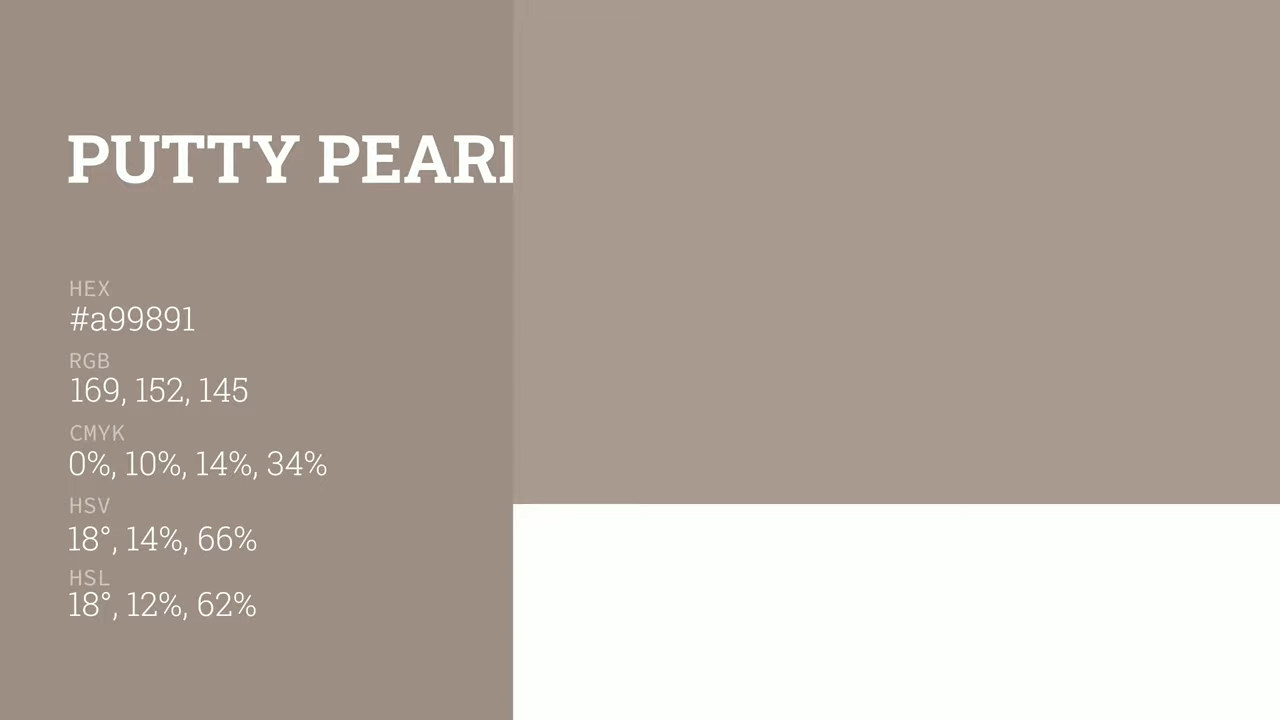 PUTTY PEARL
HEX
#a99891
RGB
169, 152, 145
CMYK
0%, 10%, 14%, 34%
HSV
18°, 14%, 66%
HSL
18°, 12%, 62%